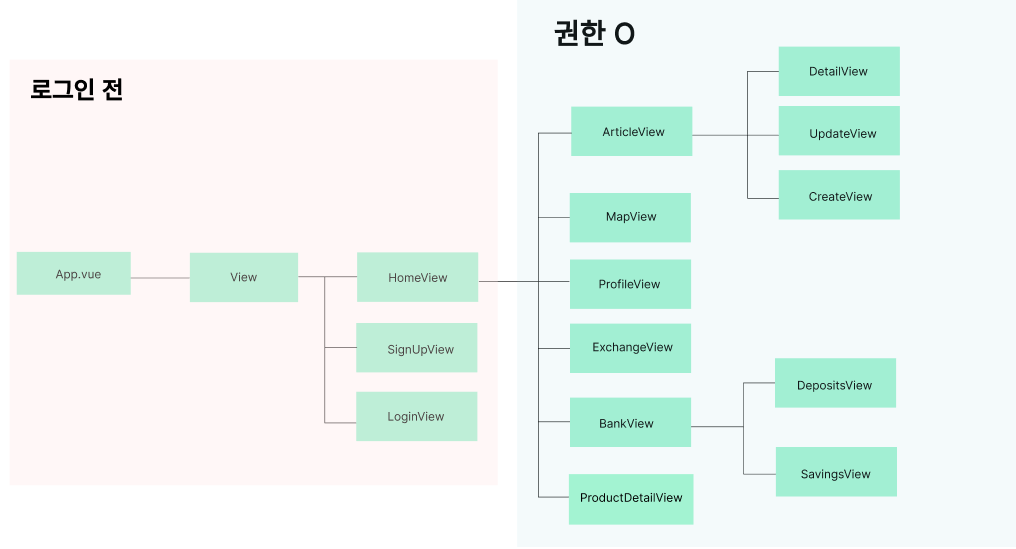 로그인 전
App.vue
View
HomeView
SignUpView
LoginView
권한 O
ArticleView
MapView
ProfileView
ExchangeView
BankView
ProductDetailView
DetailView
UpdateView
CreateView
DepositsView
SavingsView